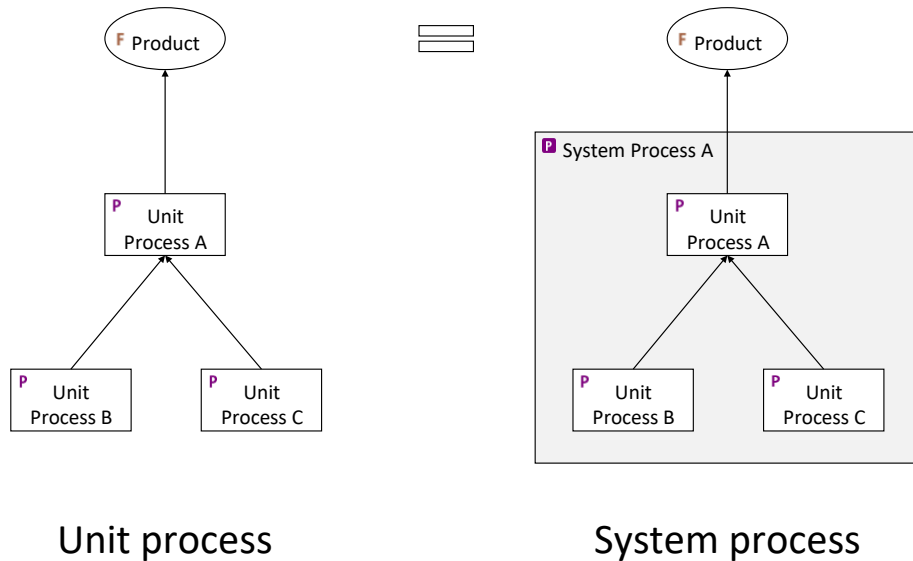 F Product
F Product
P System Process A
P Unit
Process A
P Unit
Process A
P Unit
Process B
P Unit
Process C
P Unit
Process B
P Unit
Process C
Unit process
System process